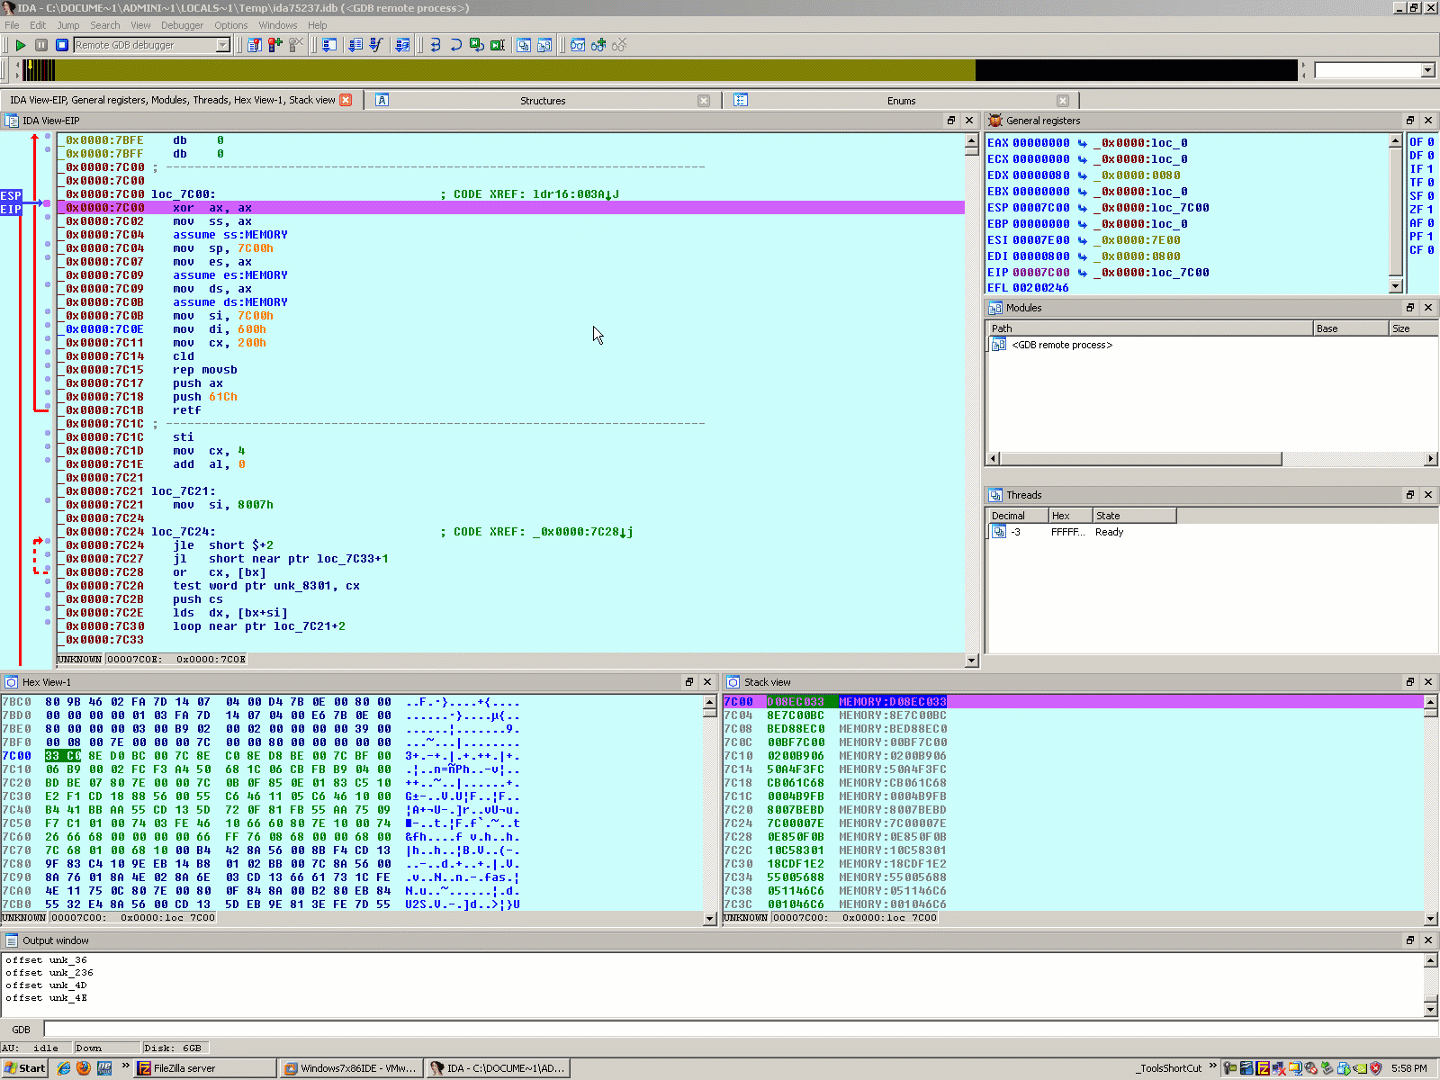 IDA - C:\DOCUME~1\ADMINI~1\LOCALS~1\Temp\ida75237.idb (<GDB remote process>)
File Edit Jump Search View Debugger Options Windows Help
Remote GDB debugger
IDA View-EIP, General registers, Modules, Threads, Hex View-1, Stack view
Structures
Enums
IDA View-EIP
0x0000:7BFE db 0
0x0000:7BFF db 0
0x0000:7C00 ; ---------------------------------------------------------------------------
0x0000:7C00
0x0000:7C00 loc_7C00: ; CODE XREF: ldr16:003A↓J
ESP
EIP
0x0000:7C00 xor ax, ax
0x0000:7C02 mov ss, ax
0x0000:7C04 assume ss:MEMORY
0x0000:7C04 mov sp, 7C00h
0x0000:7C07 mov es, ax
0x0000:7C09 assume es:MEMORY
0x0000:7C09 mov ds, ax
0x0000:7C0B assume ds:MEMORY
0x0000:7C0B mov si, 7C00h
0x0000:7C0E mov di, 600h
0x0000:7C11 mov cx, 200h
0x0000:7C14 cld
0x0000:7C15 rep movsb
0x0000:7C17 push ax
0x0000:7C18 push 61Ch
0x0000:7C1B retf
0x0000:7C1C ; ---------------------------------------------------------------------------
0x0000:7C1C sti
0x0000:7C1D mov cx, 4
0x0000:7C1E add al, 0
0x0000:7C21
0x0000:7C21 loc_7C21:
0x0000:7C21 mov si, 8007h
0x0000:7C24
0x0000:7C24 loc_7C24: ; CODE XREF: _0x0000:7C28↓j
0x0000:7C24 jle short $+2
0x0000:7C27 jl short near ptr loc_7C33+1
0x0000:7C28 or cx, [bx]
0x0000:7C2A test word ptr unk_8301, cx
0x0000:7C2B push cs
0x0000:7C2E lds dx, [bx+si]
0x0000:7C30 loop near ptr loc_7C21+2
0x0000:7C33
UNKNOWN 00007C0E: 0x0000:7C0E
General registers
EAX 00000000 _0x0000:loc_0
ECX 00000000 _0x0000:loc_0
EDX 00000080 _0x0000:0080
EBX 00000000 _0x0000:loc_0
ESP 00007C00 _0x0000:loc_7C00
EBP 00000000 _0x0000:loc_0
ESI 00007E00 _0x0000:7E00
EDI 00000800 _0x0000:0800
EIP 00007C00 _0x0000:loc_7C00
EFL 00200246
OF 0
DF 0
IF 1
TF 0
SF 0
ZF 1
AF 0
PF 1
CF 0
Modules
Path Base Size
<GDB remote process>
Threads
Decimal Hex State
-3 FFFFF... Ready
Hex View-1
7BC0 80 9B 46 02 FA 7D 14 07 04 00 D4 7B 0E 00 80 00
7BD0 00 00 00 00 01 03 FA 7D 14 07 04 00 E6 7B 0E 00
7BE0 80 00 00 00 03 00 B9 02 00 02 00 00 00 00 39 00
7BF0 00 08 00 7E 00 00 00 7C 00 00 80 00 00 00 00 00
7C00 33 C0 8E D0 BC 00 7C 8E C0 8E D8 BE 00 7C BF 00
7C10 06 B9 00 02 FC F3 A4 50 68 1C 06 CB FB B9 04 00
7C20 BD BE 07 80 7E 00 00 7C 0B 0F 85 0E 01 83 C5 10
7C30 E2 F1 CD 18 88 56 00 55 C6 46 11 05 C6 46 10 00
7C40 B4 41 BB AA 55 CD 13 5D 72 0F 81 FB 55 AA 75 09
7C50 F7 C1 01 00 74 03 FE 46 10 66 60 80 7E 10 00 74
7C60 26 66 68 00 00 00 00 66 FF 76 08 68 00 00 68 00
7C70 7C 68 01 00 68 10 00 B4 42 8A 56 00 8B F4 CD 13
7C80 9F 83 C4 10 9E EB 14 B8 01 02 BB 00 7C 8A 56 00
7C90 8A 76 01 8A 4E 02 8A 6E 03 CD 13 66 61 73 1C FE
7CA0 4E 11 75 0C 80 7E 00 80 0F 84 8A 00 B2 80 EB 84
7CB0 55 32 E4 8A 56 00 CD 13 5D EB 9E 81 3E FE 7D 55
UNKNOWN 00007C00: 0x0000:loc 7C00
Stack view
7C00 D08EC033 MEMORY:D08EC033
7C04 8E7C00BC MEMORY:8E7C00BC
7C08 BED88EC0 MEMORY:BED88EC0
7C0C 00BF7C00 MEMORY:00BF7C00
7C10 0200B906 MEMORY:0200B906
7C14 50A4F3FC MEMORY:50A4F3FC
7C18 CB061C68 MEMORY:CB061C68
7C1C 0004B9FB MEMORY:0004B9FB
7C20 8007BEBD MEMORY:8007BEBD
7C24 7C00007E MEMORY:7C00007E
7C28 0E850F0B MEMORY:0E850F0B
7C2C 10C58301 MEMORY:10C58301
7C30 18CDF1E2 MEMORY:18CDF1E2
7C34 55005688 MEMORY:55005688
7C38 051146C6 MEMORY:051146C6
7C3C 001046C6 MEMORY:001046C6
UNKNOWN 00007C00: 0x0000:loc 7C00
Output window
offset unk_36
offset unk_236
offset unk_4D
offset unk_4E
GDB
AU: idle Down Disk: 6GB
Start FileZilla server Windows7x86IDE - VMw... IDA - C:\DOCUME~1\AD... _ToolsShortCut 5:58 PM